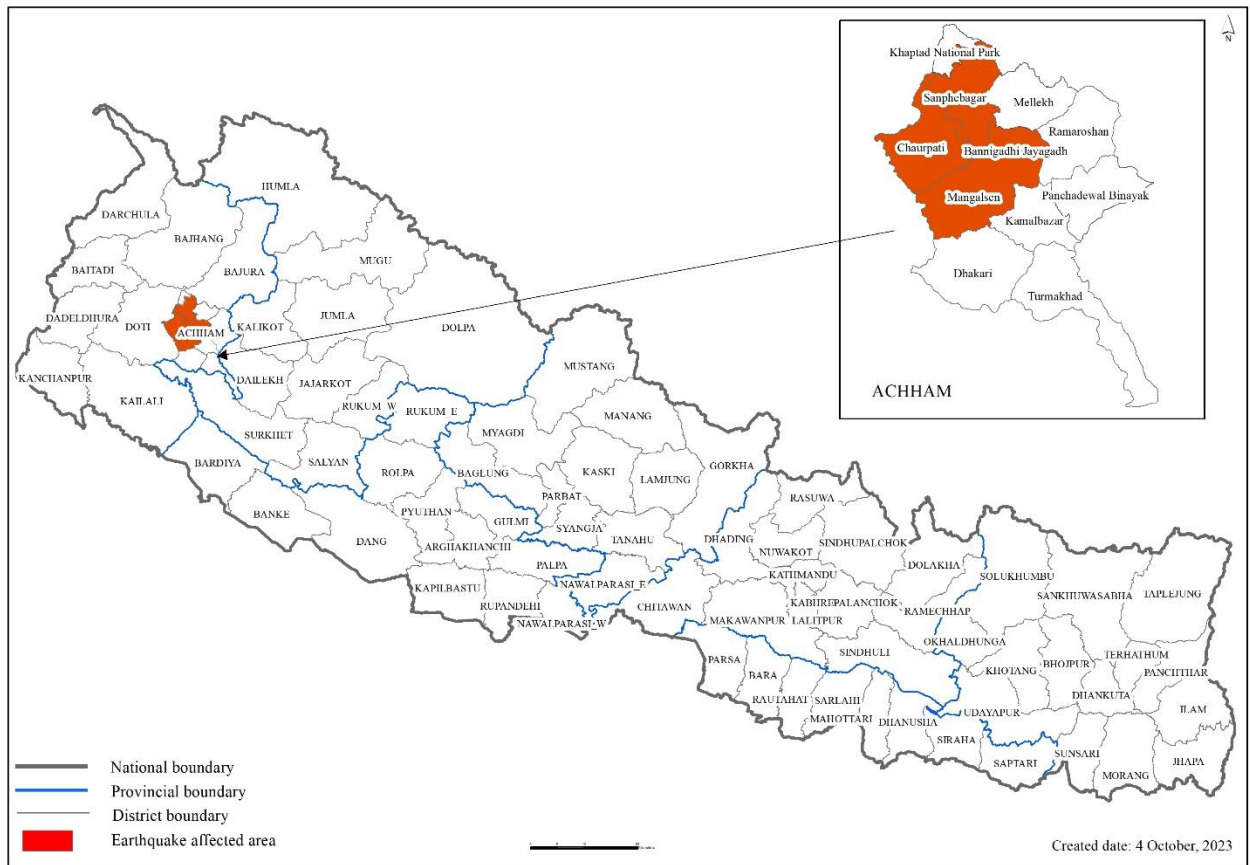 N
Khaptad National Park
Sanphebagar
Mellekh
Ramaroshan
Chaurpati
Bannigadhi Jayagadh
Mangalsen
Panchadewal Binayak
Kamalbazar
Dhakari
Turmakhad
ACHHAM
HUMLA
DARCHULA
BAJHANG
MUGU
BAITADI
BAJURA
DADELDHURA
DOTI
ACHHAM
KALIKOT
JUMLA
DOLPA
KANCHANPUR
KAILALI
DAILEKH
JAJARKOT
MUSTANG
RUKUM_W
RUKUM_E
MANANG
SURKHET
MYAGDI
BARDIYA
SALYAN
ROLPA
BAGLUNG
KASKI
LAMJUNG
GORKHA
RASUWA
PARBAT
BANKE
PYUTHAN
GULMI
SYANGJA
TANAHU
DHADING
NUWAKOT
SINDHUPALCHOK
DANG
ARGHAKHANCHI
DOLAKHA
PALPA
KATHMANDU
SOLUKHUMBU
SANKHUWASABHA
TAPLEJUNG
KAPILBASTU
RUPANDEHI
NAWALPARASI_E
CHITAWAN
KABHREPALANCHOK
RAMECHHAP
NAWALPARASI_W
MAKAWANPUR
LALITPUR
OKHALDHUNGA
SINDHULI
TERHATHUM
PARSA
BARA
KHOTANG
BHOJPUR
PANCHTHAR
RAUTAHAT
SARLAHI
DHANKUTA
MAHOTTARI
DHANUSHA
UDAYAPUR
ILAM
SIRAHA
SUNSARI
SAPTARI
MORANG
JHAPA
National boundary
Provincial boundary
District boundary
Earthquake affected area
Created date: 4 October, 2023